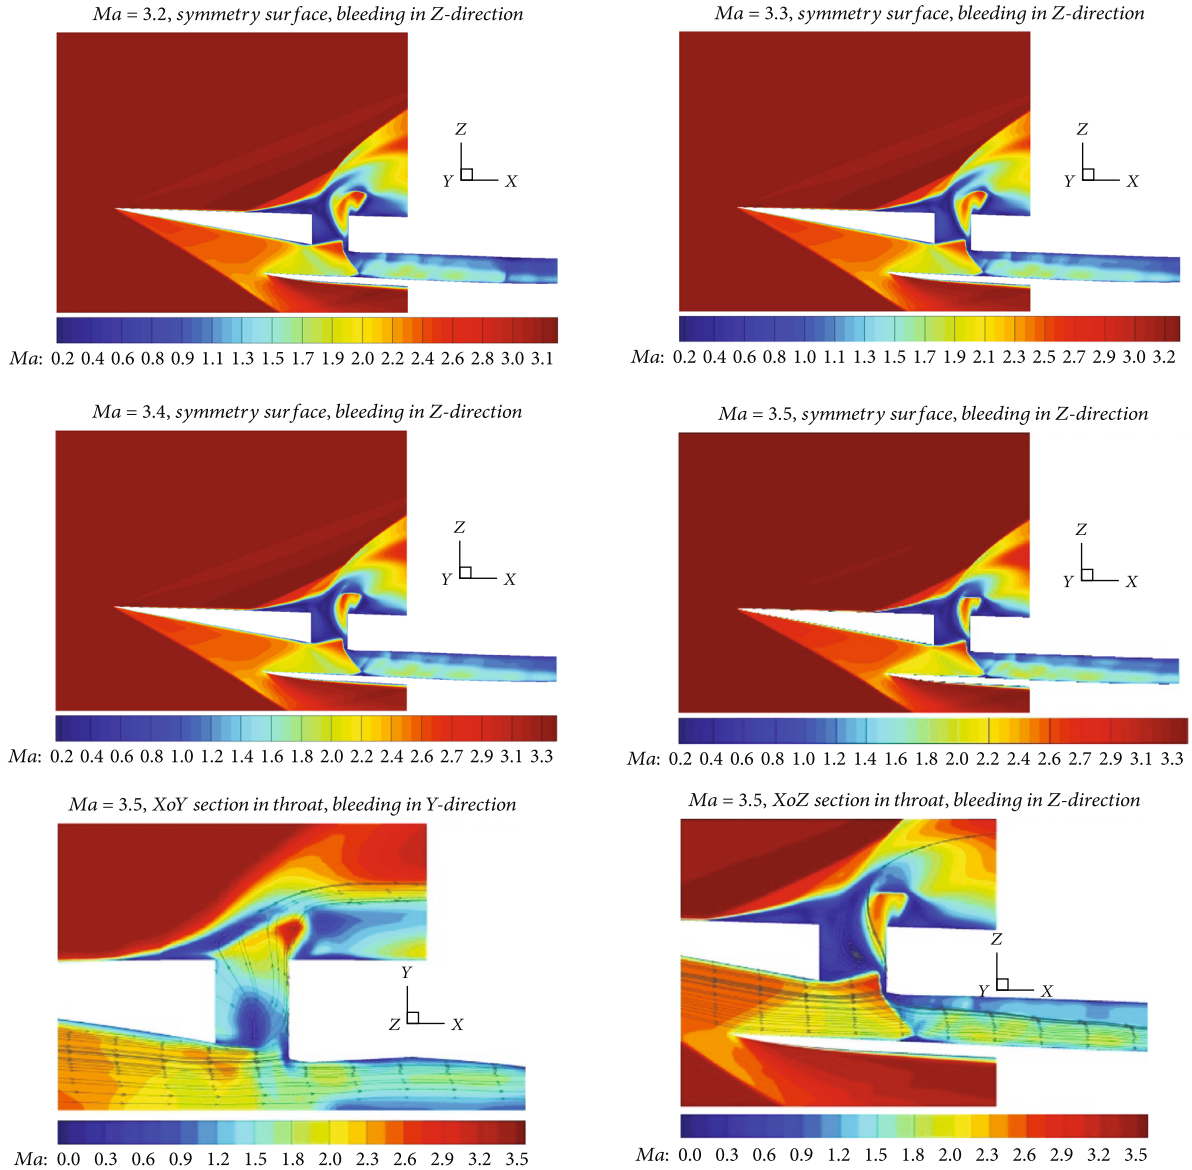 Ma = 3.2, symmetry surface, bleeding in Z-direction
Z
Y
X
Ma: 0.2 0.4 0.6 0.8 0.9 1.1 1.3 1.5 1.7 1.9 2.0 2.2 2.4 2.6 2.8 3.0 3.1
Ma = 3.3, symmetry surface, bleeding in Z-direction
Z
Y
X
Ma: 0.2 0.4 0.6 0.8 1.0 1.1 1.3 1.5 1.7 1.9 2.1 2.3 2.5 2.7 2.9 3.0 3.2
Ma = 3.4, symmetry surface, bleeding in Z-direction
Z
Y
X
Ma: 0.2 0.4 0.6 0.8 1.0 1.2 1.4 1.6 1.8 2.0 2.2 2.4 2.6 2.7 2.9 3.1 3.3
Ma = 3.5, symmetry surface, bleeding in Z-direction
Z
Y
X
Ma: 0.2 0.4 0.6 0.8 1.0 1.2 1.4 1.6 1.8 2.0 2.2 2.4 2.6 2.7 2.9 3.1 3.3
Ma = 3.5, XoY section in throat, bleeding in Y-direction
Y
Z
X
Ma: 0.0 0.3 0.6 0.9 1.2 1.5 1.8 2.0 2.3 2.6 2.9 3.2 3.5
Ma = 3.5, XoZ section in throat, bleeding in Z-direction
Z
Y
X
Ma: 0.0 0.3 0.6 0.9 1.2 1.5 1.8 2.0 2.3 2.6 2.9 3.2 3.5